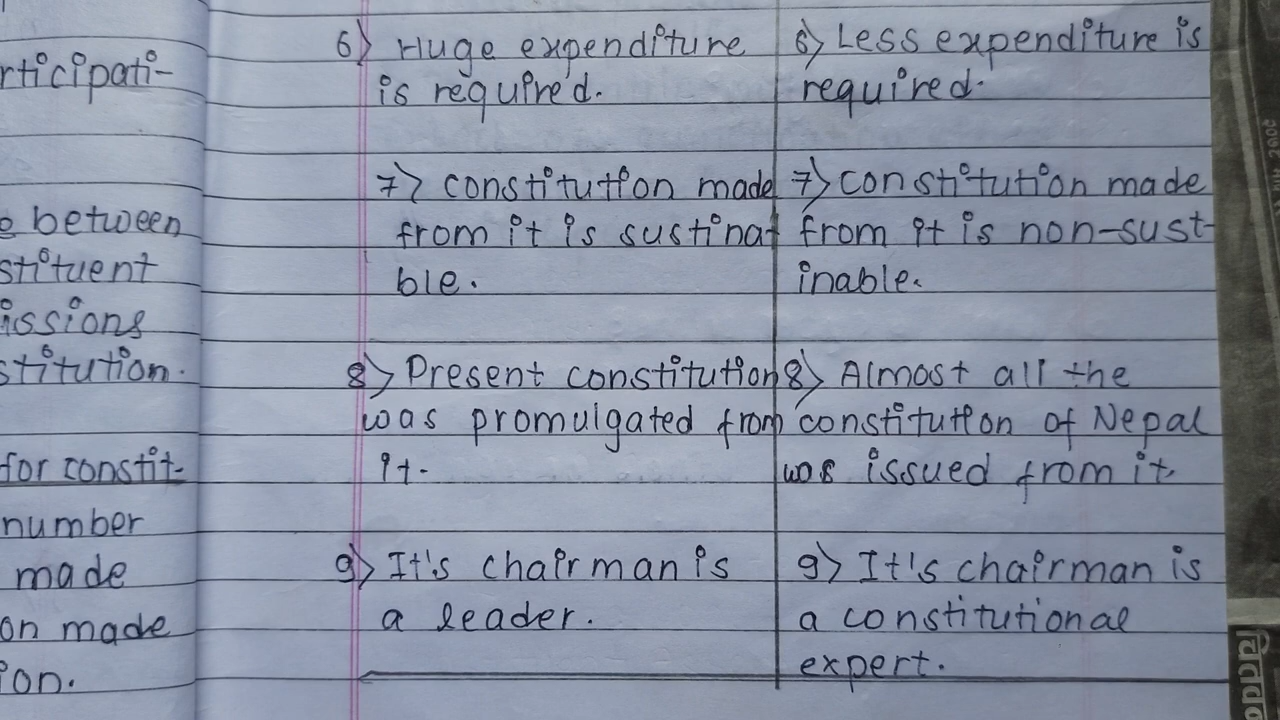 rticipati-
e between
stituent
issions
stitution.
for constit-
number
made
on made
ion.
6) Huge expenditure
is required.
7) constitution made
from it is sustinat
ble.
8) Present constitution
was promulgated from
it.
9) It's chairman is
a leader.
6) Less expenditure is
required.
7) constitution made
from it is non-sust-
inable.
8) Almost all the
constitution of Nepal
was issued from it.
9) It's chairman is
a constitutional
expert.